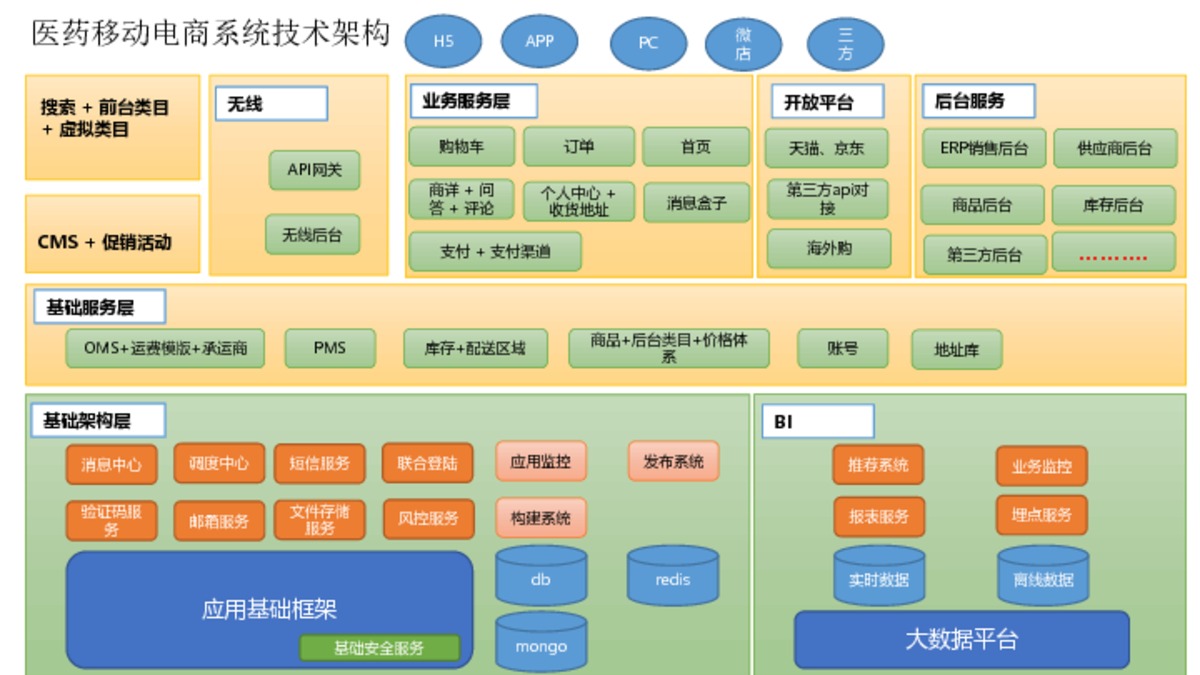 医药移动电商系统技术架构
H5
APP
PC
微
店
三
方
搜索 + 前台类目
+ 虚拟类目
CMS + 促销活动
无线
API网关
无线后台
业务服务层
购物车
订单
首页
商详 + 问
答 + 评论
个人中心 +
收货地址
消息盒子
支付 + 支付渠道
开放平台
天猫、京东
第三方api对
接
海外购
后台服务
ERP销售后台
供应商后台
商品后台
库存后台
第三方后台
..........
基础服务层
OMS+运费模版+承运商
PMS
库存+配送区域
商品+后台类目+价格体
系
账号
地址库
基础架构层
消息中心
调度中心
短信服务
联合登陆
应用监控
发布系统
验证码服
务
邮箱服务
文件存储
服务
风控服务
构建系统
应用基础框架
基础安全服务
db
redis
mongo
BI
推荐系统
业务监控
报表服务
埋点服务
实时数据
离线数据
大数据平台